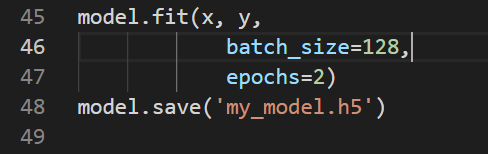 45 model.fit(x, y,
46 batch_size=128,
47 epochs=2)
48 model.save('my_model.h5')
49